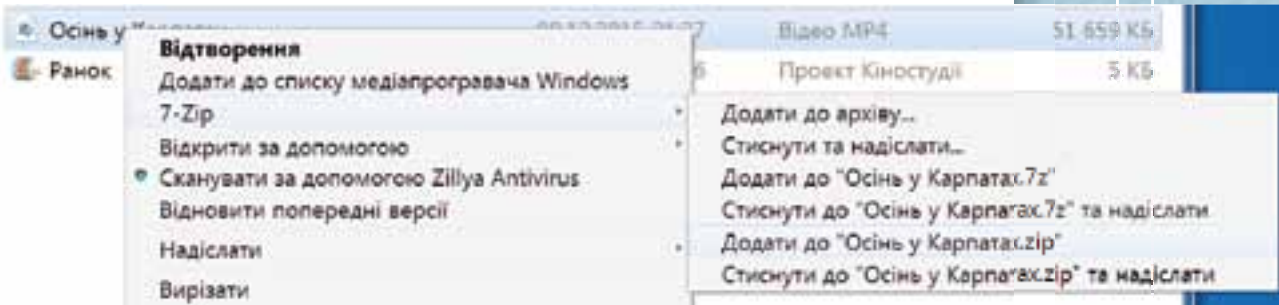 Осінь у Відео MP4 51 659 КБ
Ранок Проект Кіностудії 5 КБ
Відтворення
Додати до списку медіапрогравача Windows
7-Zip
Відкрити за допомогою
Сканувати за допомогою Zillya Antivirus
Відновити попередні версії
Надіслати
Вирізати
Додати до архіву...
Стиснути та надіслати...
Додати до "Осінь у Карпатах.7z"
Стиснути до "Осінь у Карпатах.7z" та надіслати
Додати до "Осінь у Карпатах.zip"
Стиснути до "Осінь у Карпатах.zip" та надіслати